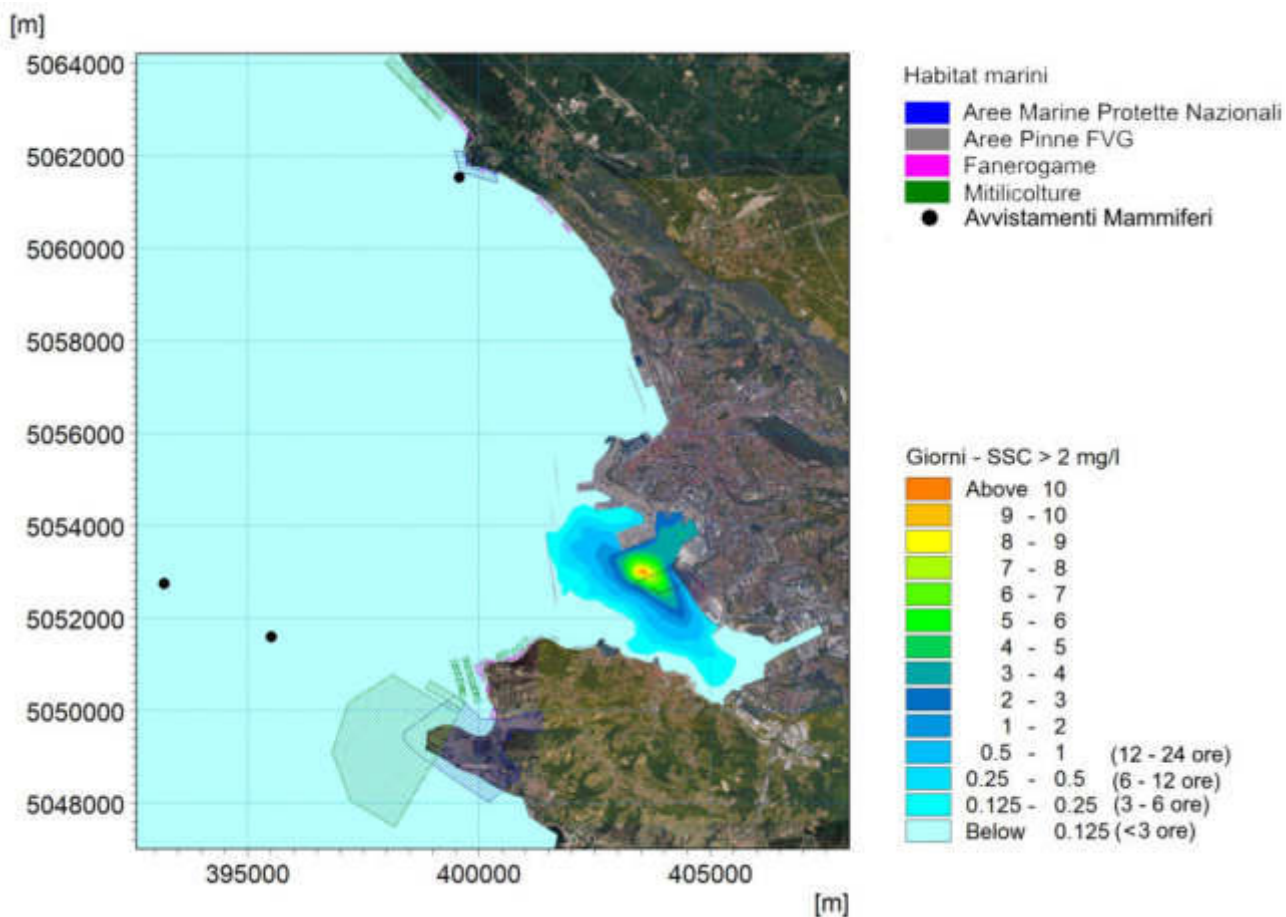 [m]
5064000
5062000
5060000
5058000
5056000
5054000
5052000
5050000
5048000
395000 400000 405000
[m]
Habitat marini
Aree Marine Protette Nazionali
Aree Pinne FVG
Fanerogame
Mitilicolture
Avvistamenti Mammiferi
Giorni - SSC > 2 mg/l
Above 10
9 - 10
8 - 9
7 - 8
6 - 7
5 - 6
4 - 5
3 - 4
2 - 3
1 - 2
0.5 - 1 (12 - 24 ore)
0.25 - 0.5 (6 - 12 ore)
0.125 - 0.25 (3 - 6 ore)
Below 0.125 (<3 ore)